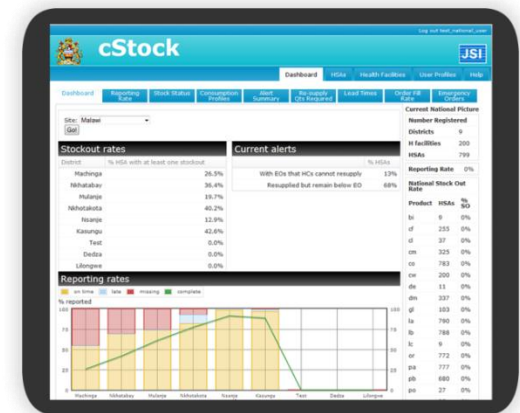 Log out test_national_user
cStock
JSI
Dashboard HSAs Health Facilities User Profiles Help
Dashboard Reporting Rate Stock Status Consumption Profiles Alert Summary Re-supply Qts Required Lead Times Order Fill Rate Emergency Orders
Site: Malawi
Go!
Stockout rates
District % HSA with at least one stockout
Machinga 26.5%
Nkhatabay 36.4%
Mulanje 19.7%
Nkhotakota 40.2%
Nsanje 12.9%
Kasungu 42.6%
Test 0.0%
Dedza 0.0%
Lilongwe 0.0%
Current alerts
% HSAs
With EOs that HCs cannot resupply 13%
Resupplied but remain below EO 68%
Reporting rates
on time late missing complete
% reported
100 100
75 75
50 50
25 25
0 0
Machinga Nkhatabay Mulanje Nkhotakota Nsanje Kasungu Test Dedza Lilongwe
Current National Picture
Number Registered
Districts 9
H facilities 200
HSAs 799
Reporting Rate 0%
National Stock Out Rate
Product HSAs % SO
bi 9 0%
cf 255 0%
cl 37 0%
cm 325 0%
co 783 0%
cw 200 0%
de 11 0%
dm 337 0%
gl 103 0%
la 790 0%
lb 788 0%
lc 9 0%
or 772 0%
pa 777 0%
pb 680 0%
po 27 0%